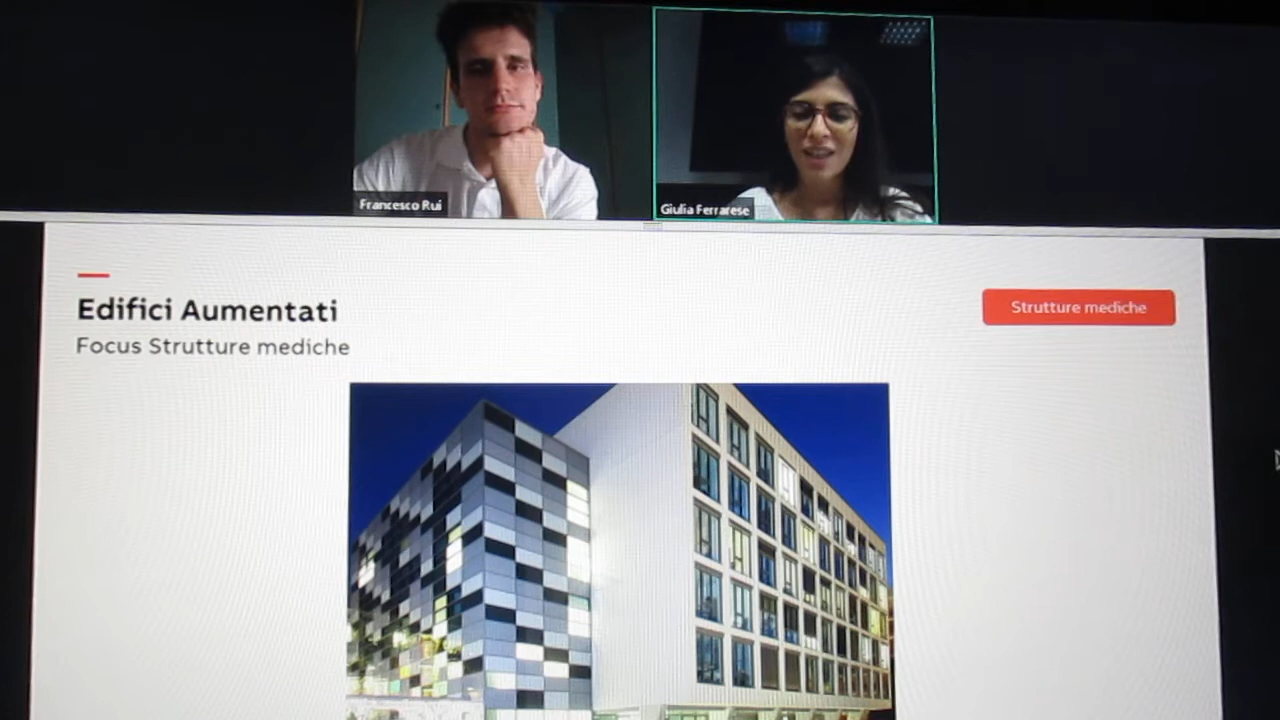 Francesco Rui
Giulia Ferrarese
Edifici Aumentati
Strutture mediche
Focus Strutture mediche